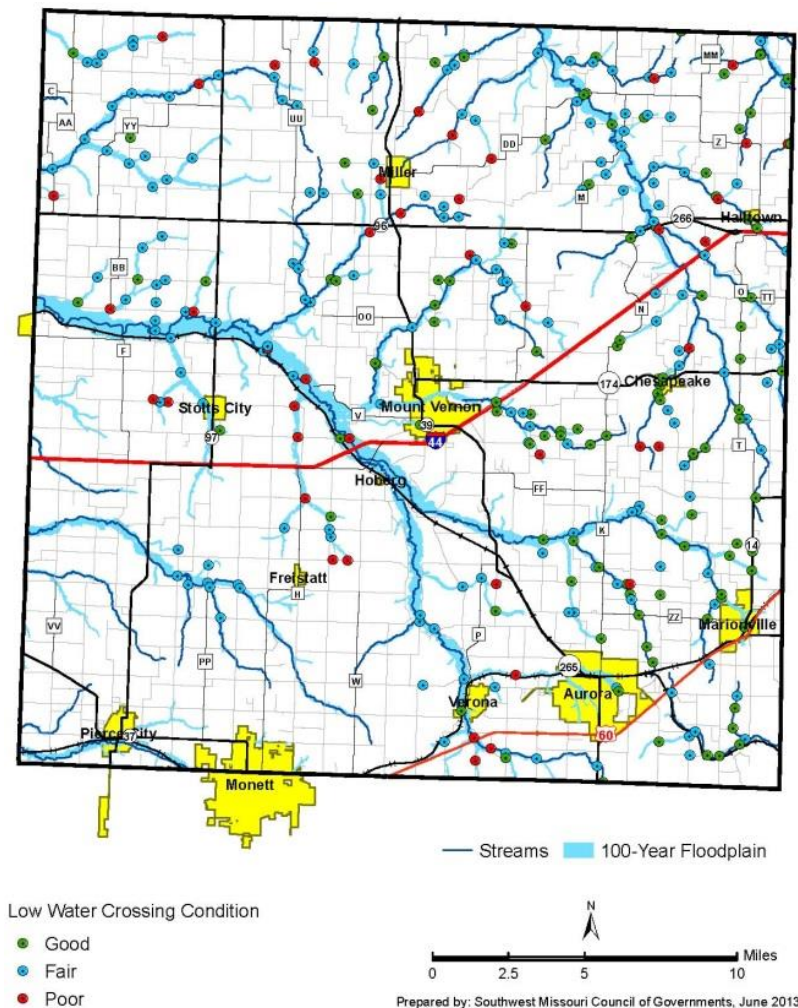 MM
C
AA
YY
UU
DD
Z
Miller
M
266
Halltown
96
BB
O
TT
OO
N
F
174
Chesapeake
Stotts City
V
Mount Vernon
39
97
44
T
Hoberg
FF
K
14
Freistatt
H
ZZ
Marionville
VV
P
PP
265
W
Verona
Aurora
60
Pierce City
37
Monett
Streams
100-Year Floodplain
Low Water Crossing Condition
Good
Fair
Poor
N
Miles
0 2.5 5 10
Prepared by: Southwest Missouri Council of Governments, June 2013